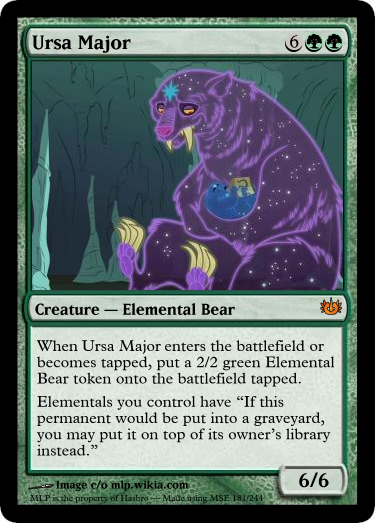 Ursa Major 6
Creature — Elemental Bear
When Ursa Major enters the battlefield or
becomes tapped, put a 2/2 green Elemental
Bear token onto the battlefield tapped.
Elementals you control have “If this
permanent would be put into a graveyard,
you may put it on top of its owner’s library
instead.”
6/6
Image c/o mlp.wikia.com
MLP is the property of Hasbro — Made using MSE 181/244